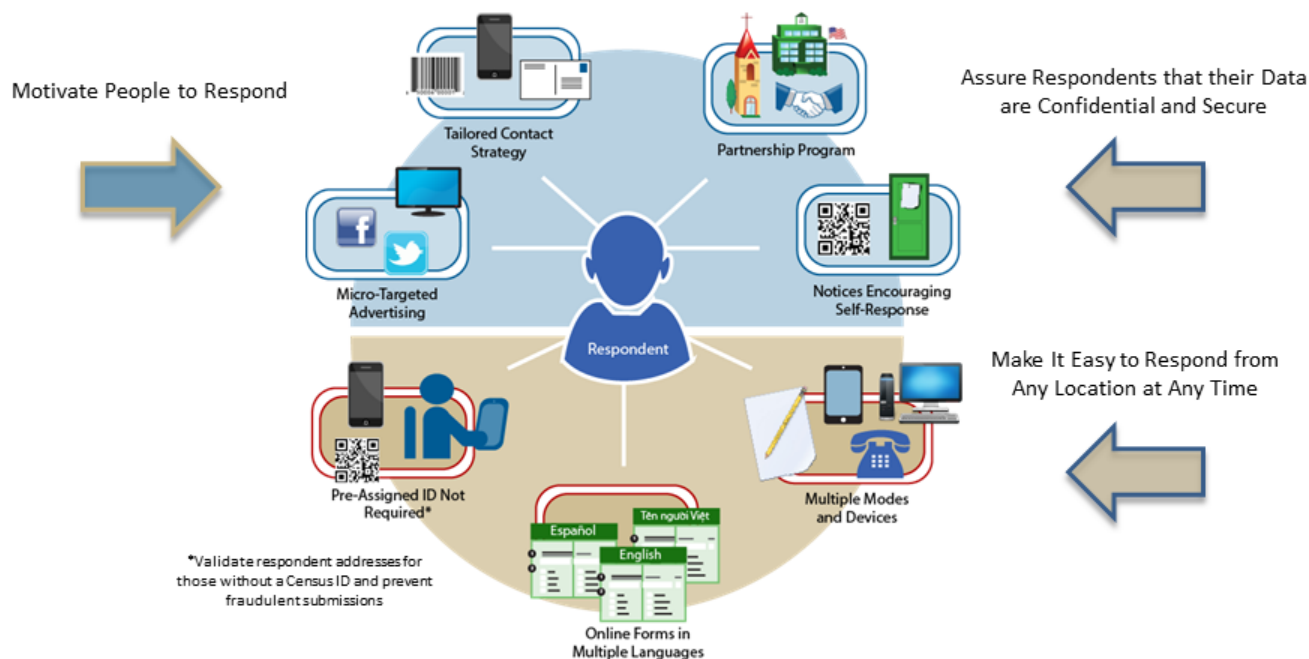 Motivate People to Respond
Tailored Contact
Strategy
Partnership Program
Assure Respondents that their Data
are Confidential and Secure
f
Micro-Targeted
Advertising
Notices Encouraging
Self-Response
Respondent
Make It Easy to Respond from
Any Location at Any Time
Pre-Assigned ID Not
Required*
Multiple Modes
and Devices
*Validate respondent addresses for
those without a Census ID and prevent
fraudulent submissions
Español
Tên người Việt
English
Online Forms in
Multiple Languages